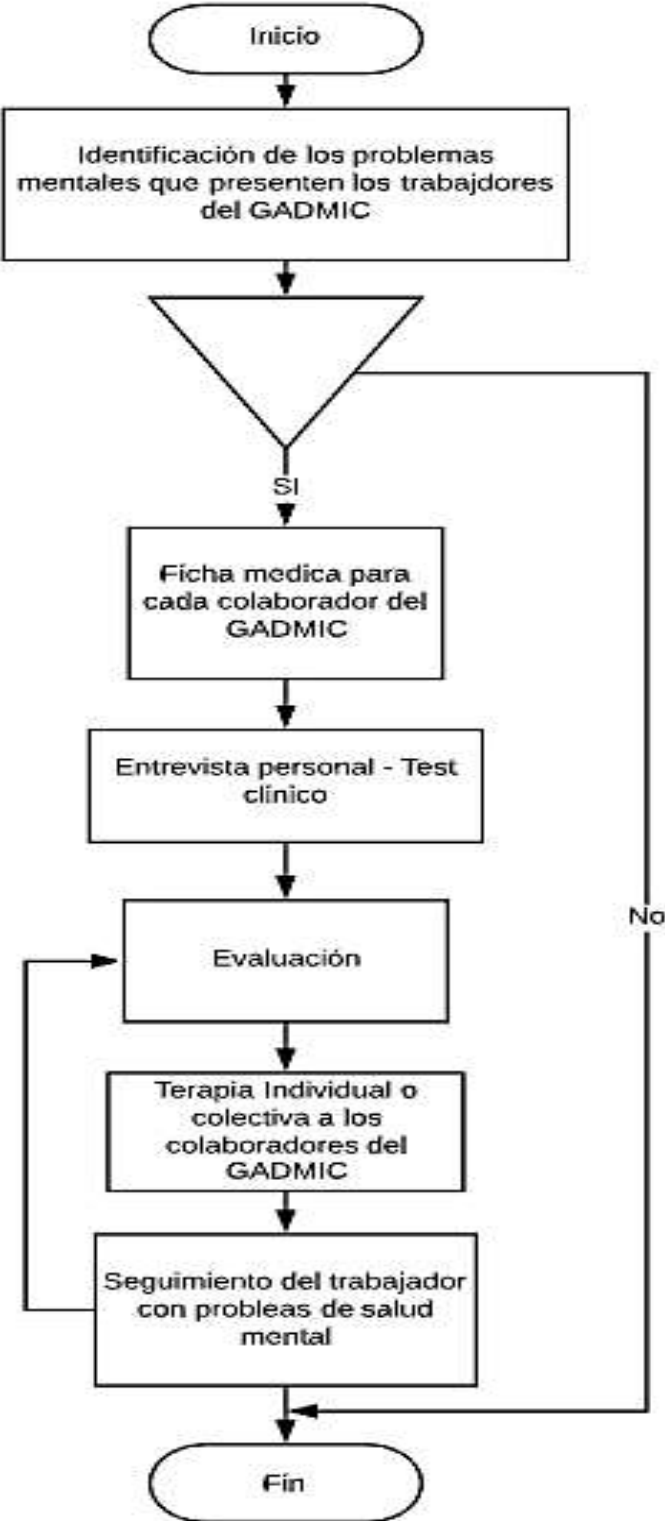 Inicio
Identificación de los problemas
mentales que presenten los trabajdores
del GADMIC
SI
Ficha medica para
cada colaborador del
GADMIC
Entrevista personal - Test
clínico
No
Evaluación
Terapia Individual o
colectiva a los
colaboradores del
GADMIC
Seguimiento del trabajador
con probleas de salud
mental
Fin